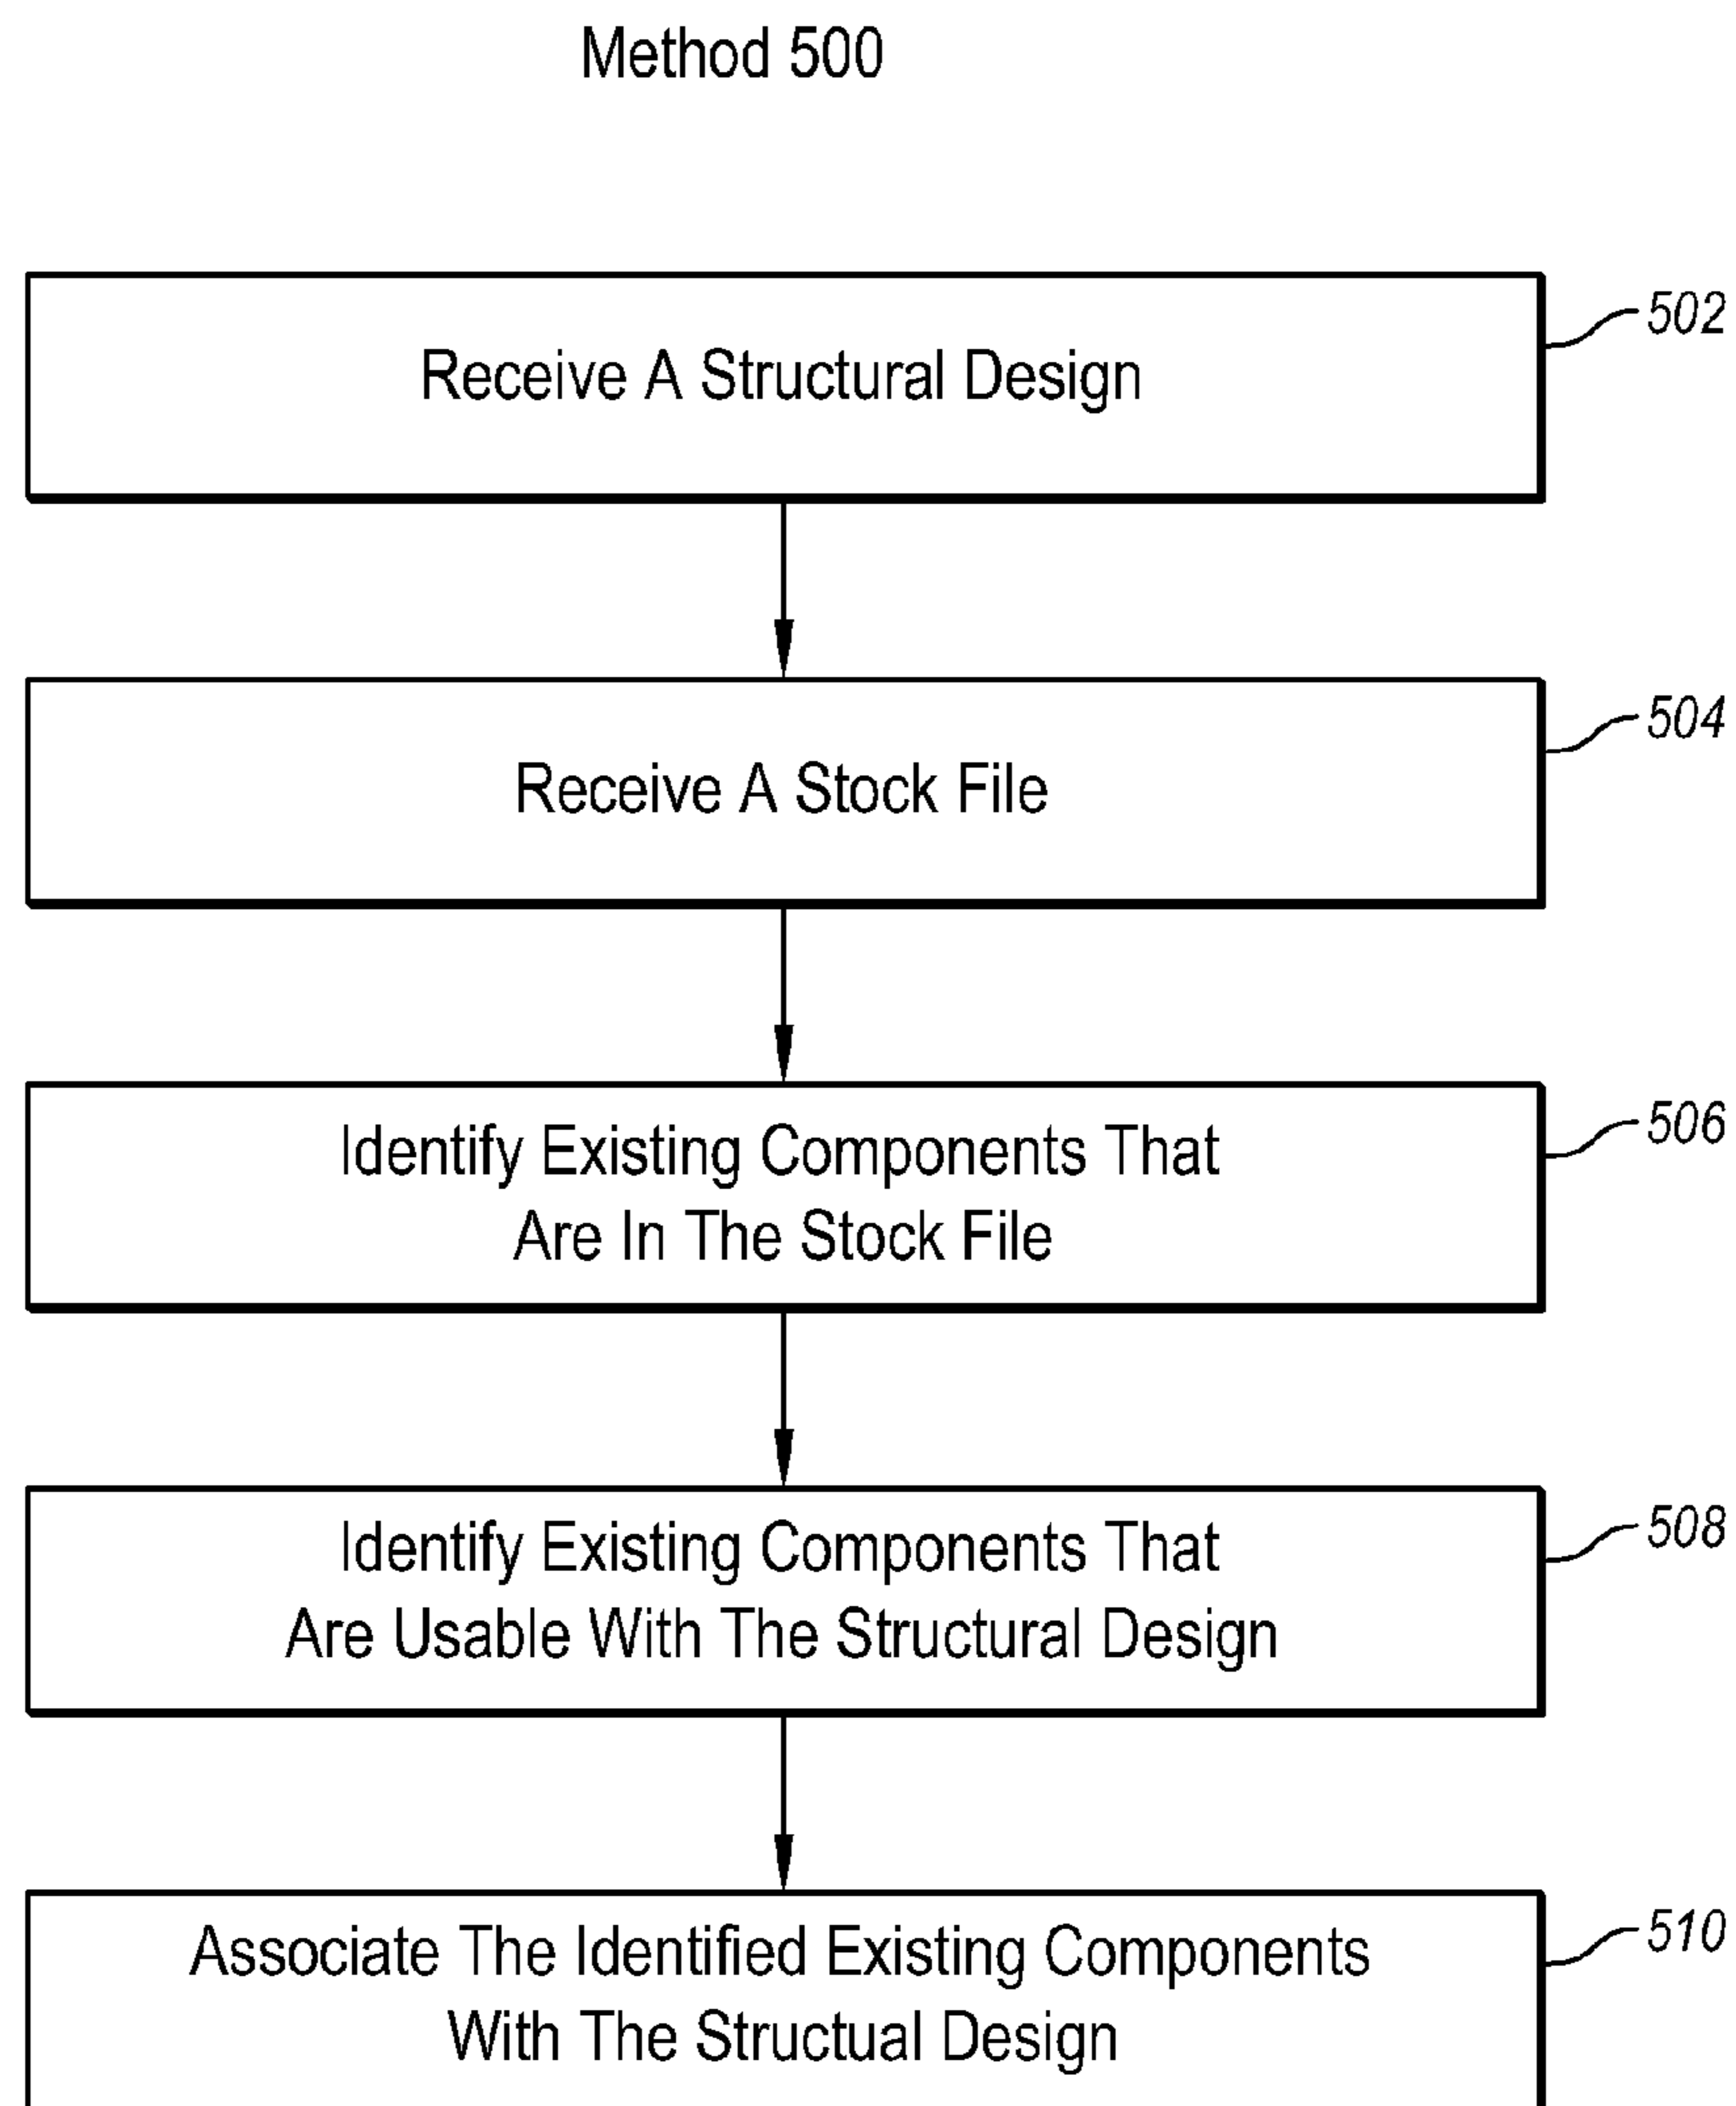 Method 500
Receive A Structural Design
502
Receive A Stock File
504
Identify Existing Components That
Are In The Stock File
506
Identify Existing Components That
Are Usable With The Structural Design
508
Associate The Identified Existing Components
With The Structual Design
510